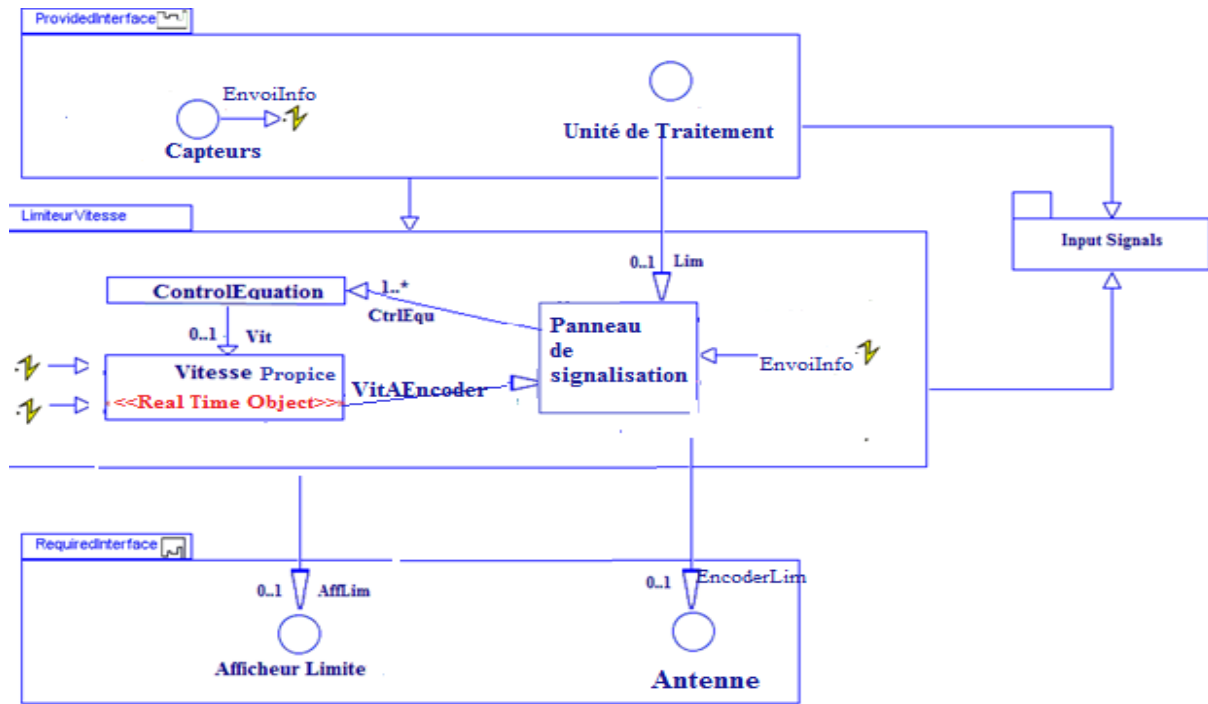 ProvidedInterface
EnvoiInfo
Capteurs
Unité de Traitement
LimiteurVitesse
Input Signals
0..1 Lim
ControlEquation
1..*
CtrlEqu
0..1 Vit
Panneau
de
signalisation
EnvoiInfo
Vitesse Propice
<<Real Time Object>>
VitAEncoder
RequiredInterface
0..1 AffLim
0..1 EncoderLim
Afficheur Limite
Antenne